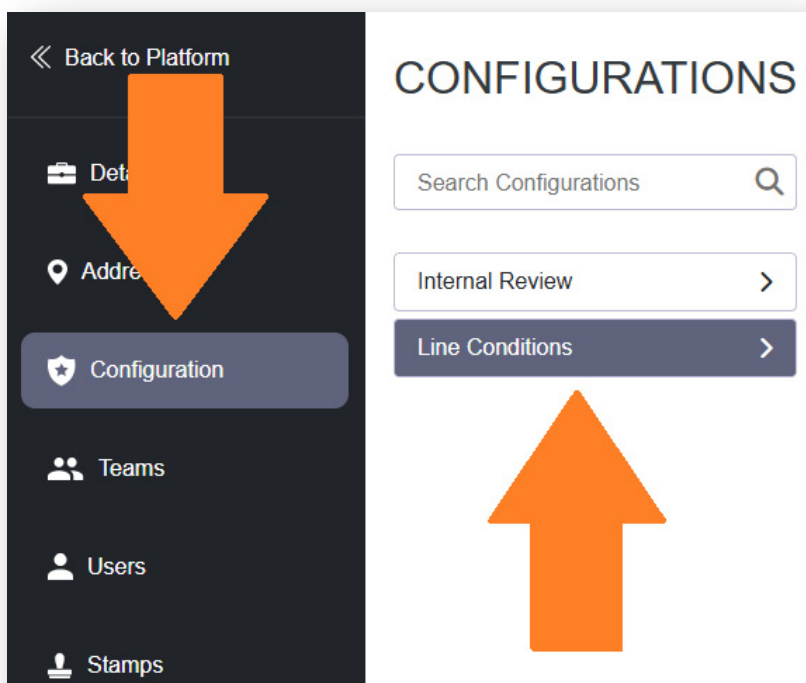 Back to Platform
Configuration
Teams
Users
Stamps
CONFIGURATIONS
Search Configurations
Internal Review
Line Conditions